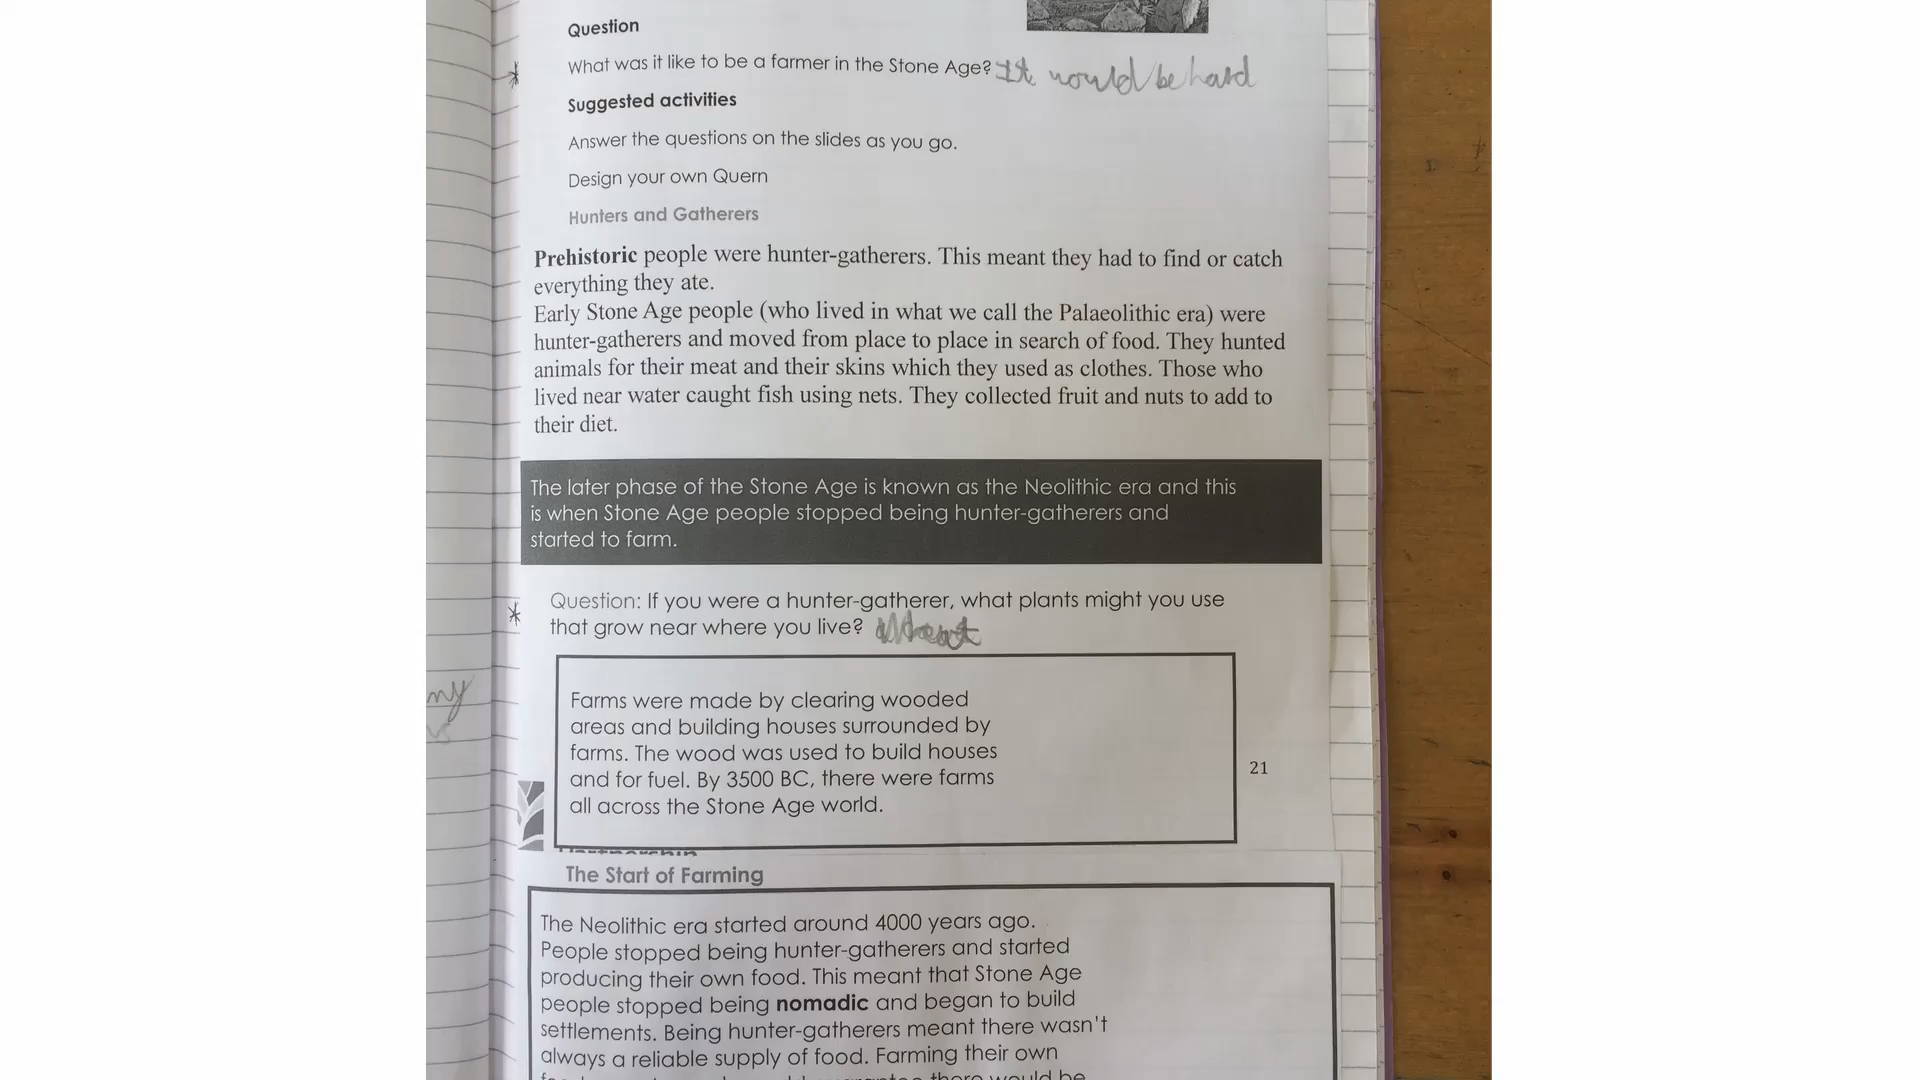 Question
What was it like to be a farmer in the Stone Age? It would be hard
Suggested activities
Answer the questions on the slides as you go.
Design your own Quern
Hunters and Gatherers
Prehistoric people were hunter-gatherers. This meant they had to find or catch
everything they ate.
Early Stone Age people (who lived in what we call the Palaeolithic era) were
hunter-gatherers and moved from place to place in search of food. They hunted
animals for their meat and their skins which they used as clothes. Those who
lived near water caught fish using nets. They collected fruit and nuts to add to
their diet.
The later phase of the Stone Age is known as the Neolithic era and this
is when Stone Age people stopped being hunter-gatherers and
started to farm.
Question: If you were a hunter-gatherer, what plants might you use
that grow near where you live?
ny
Farms were made by clearing wooded
areas and building houses surrounded by
farms. The wood was used to build houses
and for fuel. By 3500 BC, there were farms
all across the Stone Age world.
21
The Start of Farming
The Neolithic era started around 4000 years ago.
People stopped being hunter-gatherers and started
producing their own food. This meant that Stone Age
people stopped being nomadic and began to build
settlements. Being hunter-gatherers meant there wasn't
always a reliable supply of food. Farming their own
there would be